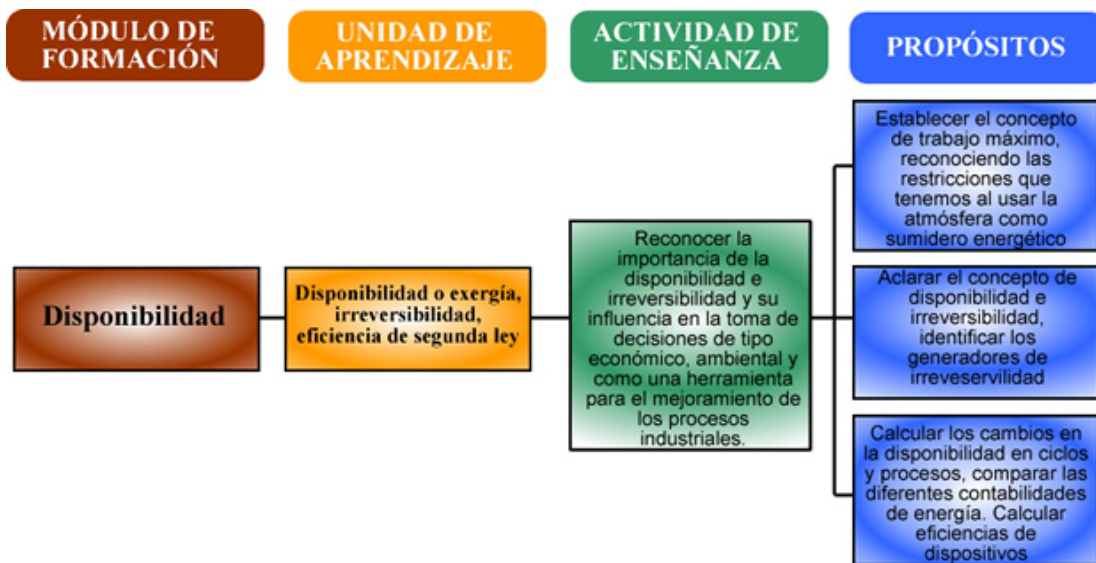 MÓDULO DE
FORMACIÓN
UNIDAD DE
APRENDIZAJE
ACTIVIDAD DE
ENSEÑANZA
PROPÓSITOS
Disponibilidad
Disponibilidad o exergía,
irreversibilidad,
eficiencia de segunda ley
Reconocer la
importancia de la
disponibilidad e
irreversibilidad y su
influencia en la toma de
decisiones de tipo
económico, ambiental y
como una herramienta
para el mejoramiento de
los procesos
industriales.
Establecer el concepto
de trabajo máximo,
reconociendo las
restricciones que
tenemos al usar la
atmósfera como
sumidero energético
Aclarar el concepto de
disponibilidad e
irreversibilidad,
identificar los
generadores de
irreveservilidad
Calcular los cambios en
la disponibilidad en ciclos
y procesos, comparar las
diferentes contabilidades
de energía. Calcular
eficiencias de
dispositivos